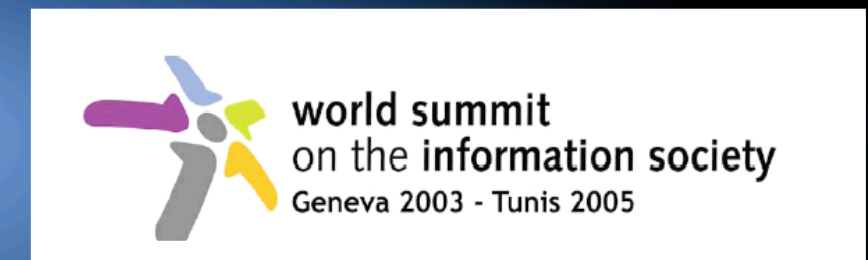 world summit
on the information society
Geneva 2003 - Tunis 2005